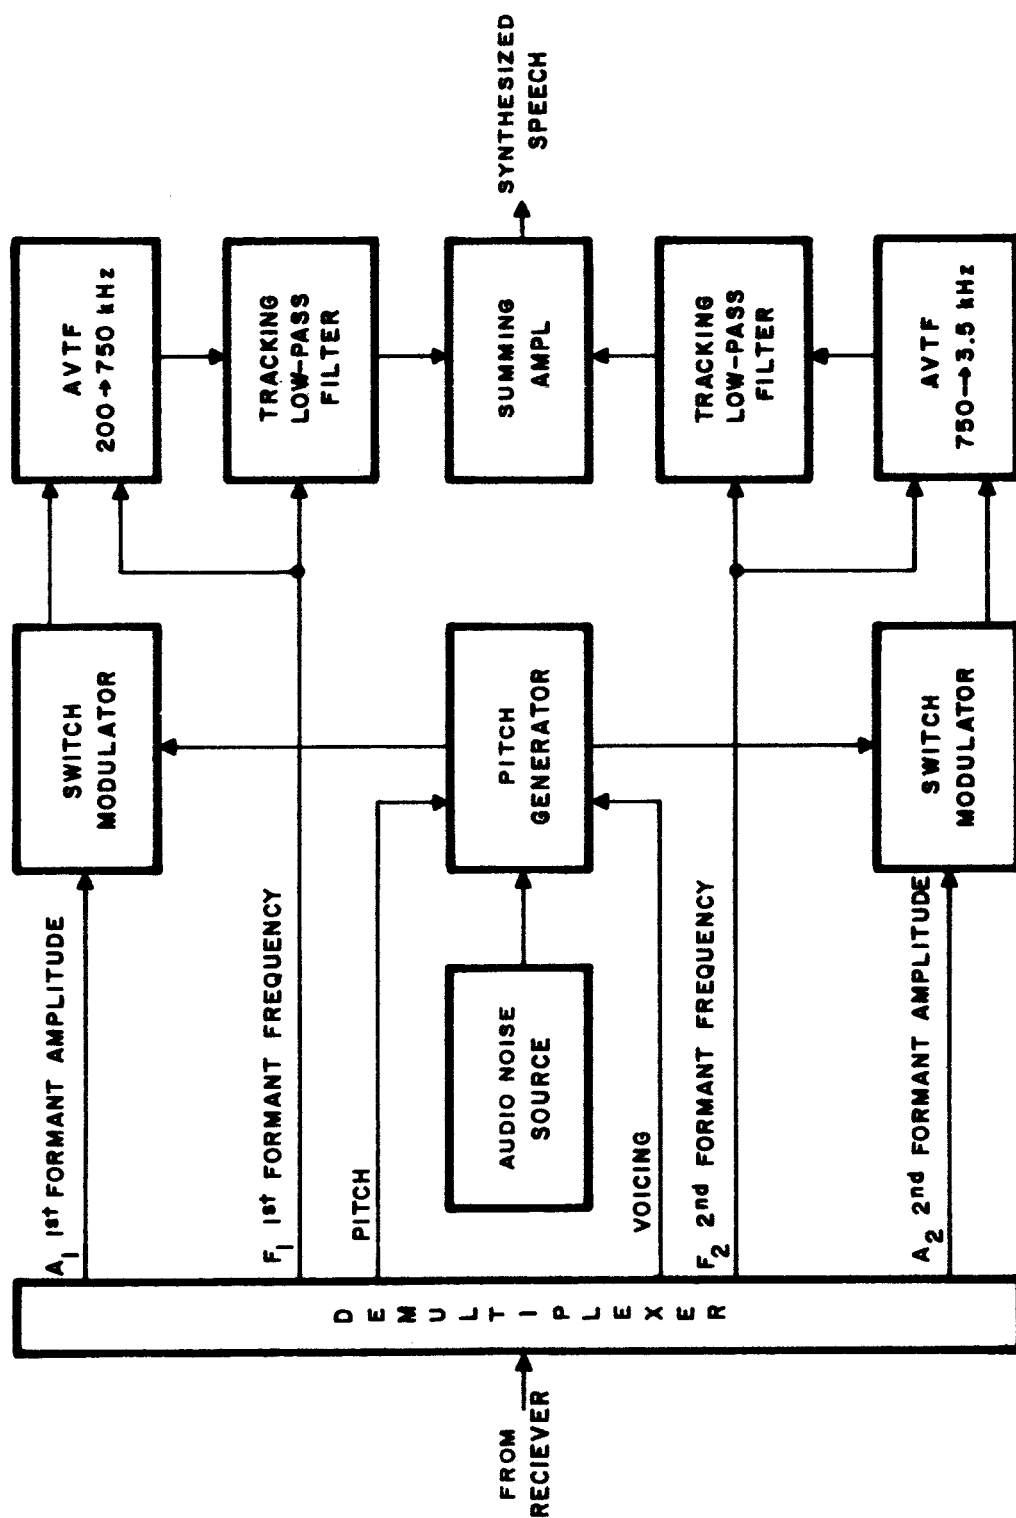 FROM
RECIEVER
DEMULTIPLEXER
A1 1st FORMANT AMPLITUDE
F1 1st FORMANT FREQUENCY
PITCH
VOICING
F2 2nd FORMANT FREQUENCY
A2 2nd FORMANT AMPLITUDE
AUDIO NOISE
SOURCE
SWITCH
MODULATOR
PITCH
GENERATOR
SWITCH
MODULATOR
AVTF
200→750 kHz
TRACKING
LOW-PASS
FILTER
SUMMING
AMPL
TRACKING
LOW-PASS
FILTER
AVTF
750→3.5 kHz
SYNTHESIZED
SPEECH